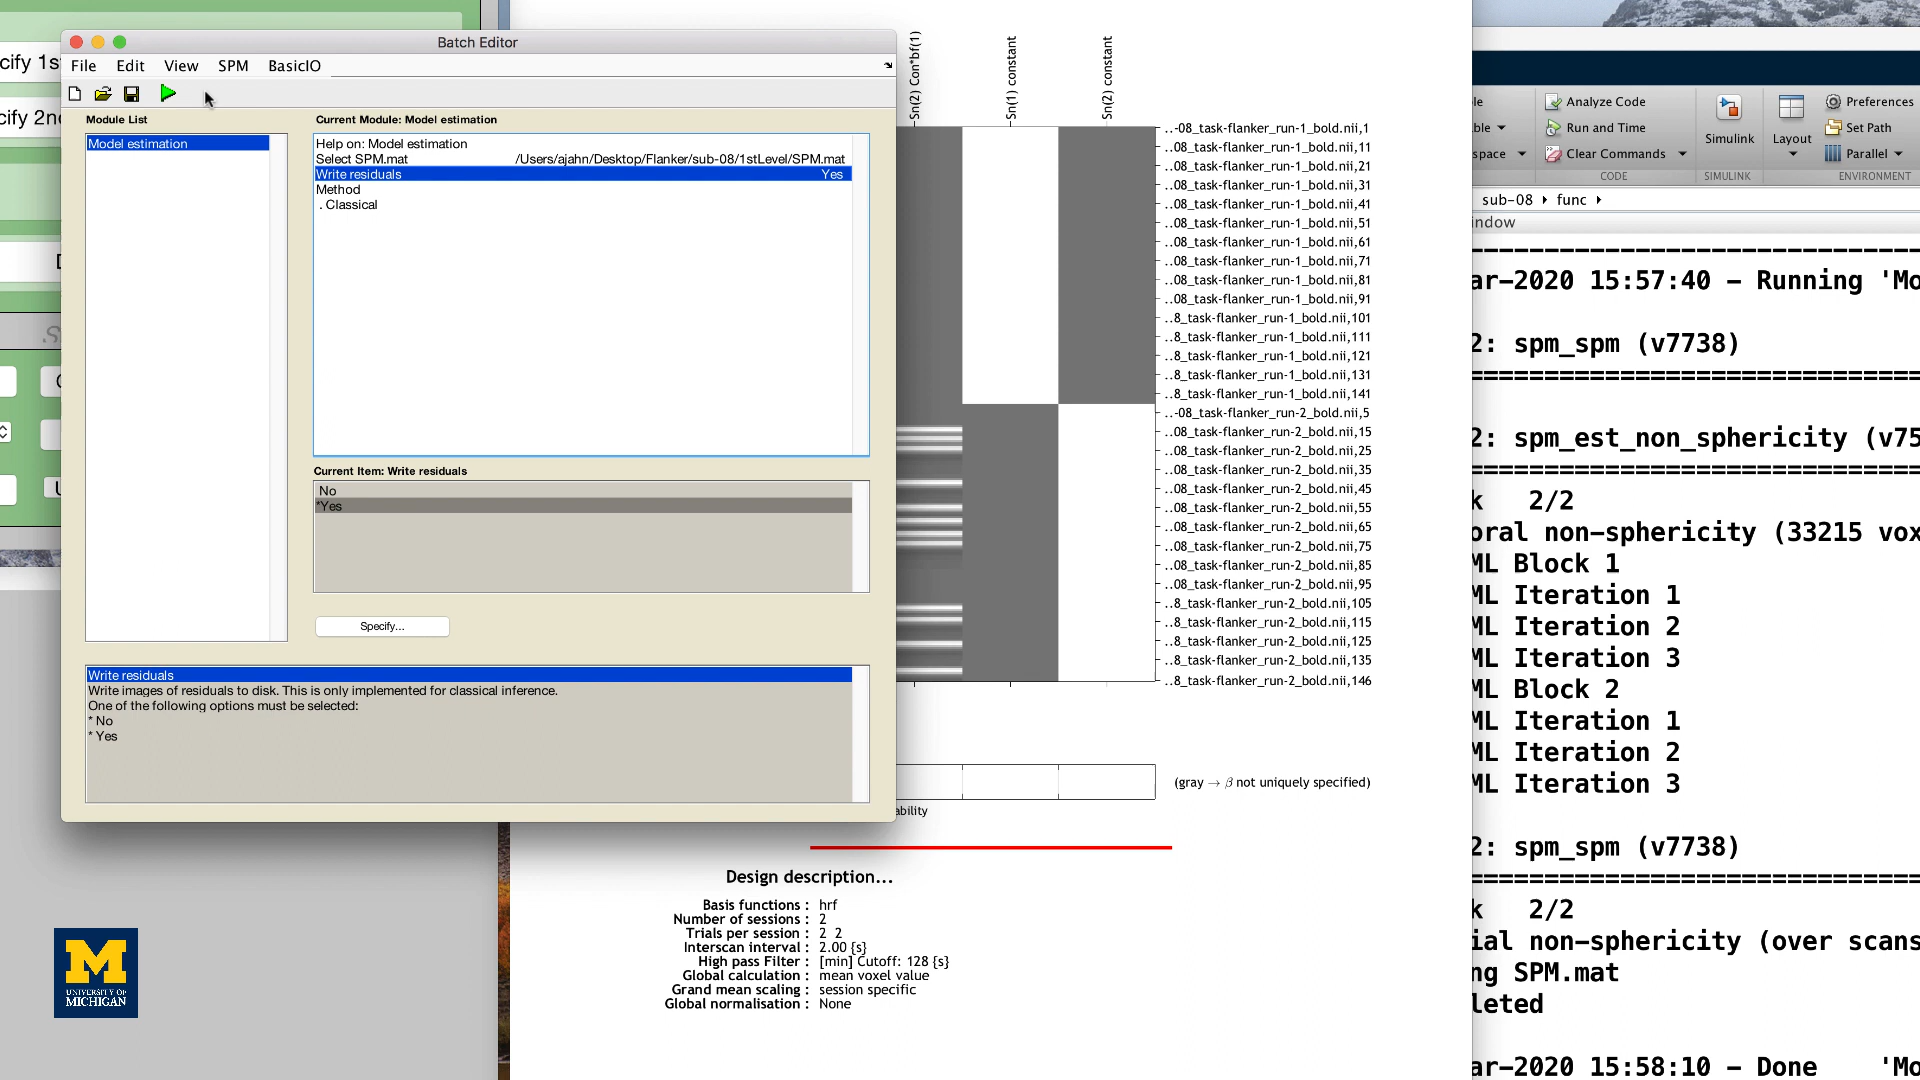 cify 1s
cify 2n
Batch Editor
File Edit View SPM BasicIO
Module List
Model estimation
Current Module: Model estimation
Help on: Model estimation
Select SPM.mat /Users/ajahn/Desktop/Flanker/sub-08/1stLevel/SPM.mat
Write residuals Yes
Method
. Classical
Current Item: Write residuals
No
*Yes
Specify...
Write residuals
Write images of residuals to disk. This is only implemented for classical inference.
One of the following options must be selected:
* No
* Yes
UNIVERSITY OF
MICHIGAN
Sn(2) Con*bf(1)
Sn(1) constant
Sn(2) constant
..-08_task-flanker_run-1_bold.nii,1
..08_task-flanker_run-1_bold.nii,11
..08_task-flanker_run-1_bold.nii,21
..08_task-flanker_run-1_bold.nii,31
..08_task-flanker_run-1_bold.nii,41
..08_task-flanker_run-1_bold.nii,51
..08_task-flanker_run-1_bold.nii,61
..08_task-flanker_run-1_bold.nii,71
..08_task-flanker_run-1_bold.nii,81
..08_task-flanker_run-1_bold.nii,91
..8_task-flanker_run-1_bold.nii,101
..8_task-flanker_run-1_bold.nii,111
..8_task-flanker_run-1_bold.nii,121
..8_task-flanker_run-1_bold.nii,131
..8_task-flanker_run-1_bold.nii,141
..-08_task-flanker_run-2_bold.nii,5
..08_task-flanker_run-2_bold.nii,15
..08_task-flanker_run-2_bold.nii,25
..08_task-flanker_run-2_bold.nii,35
..08_task-flanker_run-2_bold.nii,45
..08_task-flanker_run-2_bold.nii,55
..08_task-flanker_run-2_bold.nii,65
..08_task-flanker_run-2_bold.nii,75
..08_task-flanker_run-2_bold.nii,85
..08_task-flanker_run-2_bold.nii,95
..8_task-flanker_run-2_bold.nii,105
..8_task-flanker_run-2_bold.nii,115
..8_task-flanker_run-2_bold.nii,125
..8_task-flanker_run-2_bold.nii,135
..8_task-flanker_run-2_bold.nii,146
(gray → β not uniquely specified)
ability
Design description...
Basis functions : hrf
Number of sessions : 2
Trials per session : 2 2
Interscan interval : 2.00 {s}
High pass Filter : [min] Cutoff: 128 {s}
Global calculation : mean voxel value
Grand mean scaling : session specific
Global normalisation : None
le
ble
space
Analyze Code
Run and Time
Clear Commands
CODE
Simulink
SIMULINK
Layout
Preferences
Set Path
Parallel
ENVIRONMENT
sub-08 func
indow
ar-2020 15:57:40 - Running 'Mo
2: spm_spm (v7738)
2: spm_est_non_sphericity (v75
k 2/2
oral non-sphericity (33215 vox
ML Block 1
ML Iteration 1
ML Iteration 2
ML Iteration 3
ML Block 2
ML Iteration 1
ML Iteration 2
ML Iteration 3
2: spm_spm (v7738)
k 2/2
ial non-sphericity (over scans
ng SPM.mat
leted
ar-2020 15:58:10 - Done 'Mo